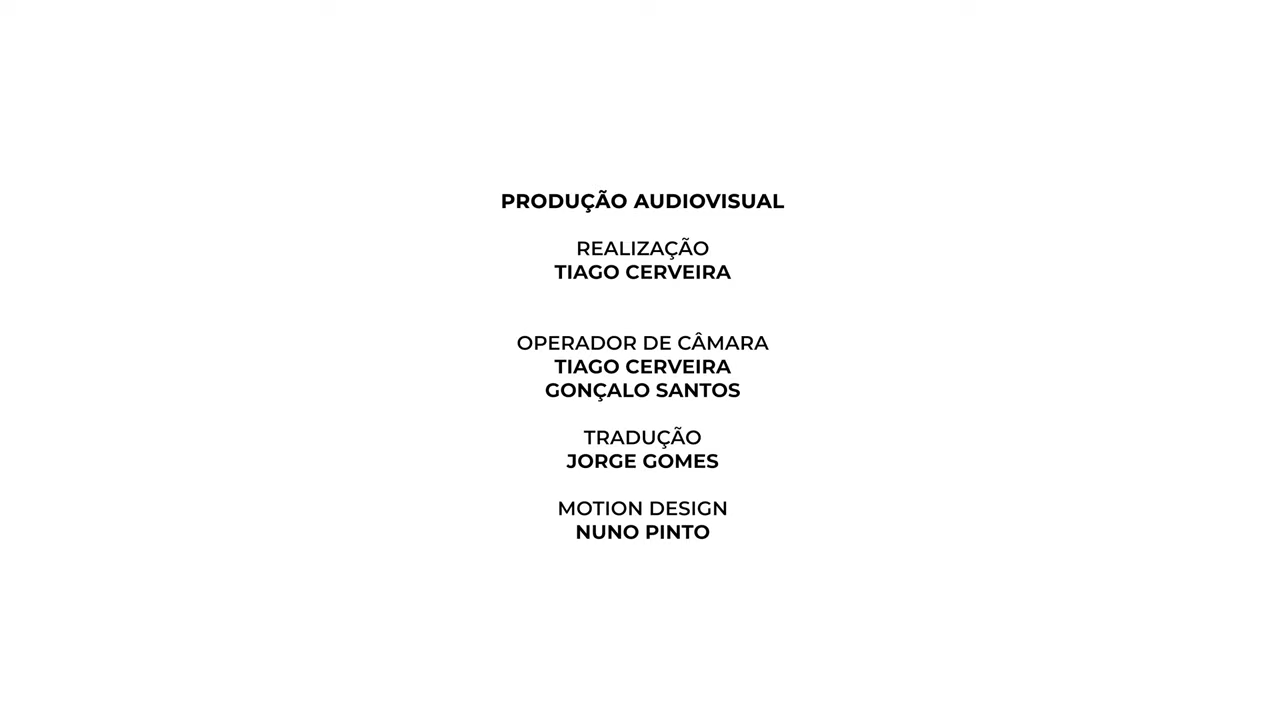 PRODUÇÃO AUDIOVISUAL
REALIZAÇÃO
TIAGO CERVEIRA
OPERADOR DE CÂMARA
TIAGO CERVEIRA
GONÇALO SANTOS
TRADUÇÃO
JORGE GOMES
MOTION DESIGN
NUNO PINTO